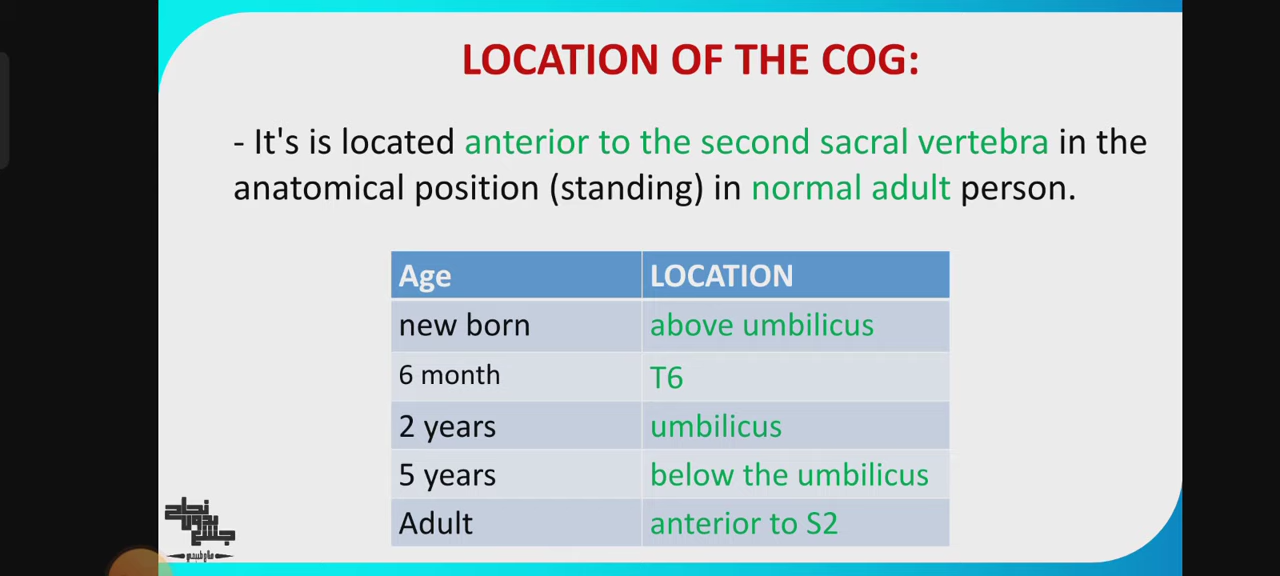 LOCATION OF THE COG:
- It's is located anterior to the second sacral vertebra in the
anatomical position (standing) in normal adult person.
Age LOCATION
new born above umbilicus
6 month T6
2 years umbilicus
5 years below the umbilicus
Adult anterior to S2